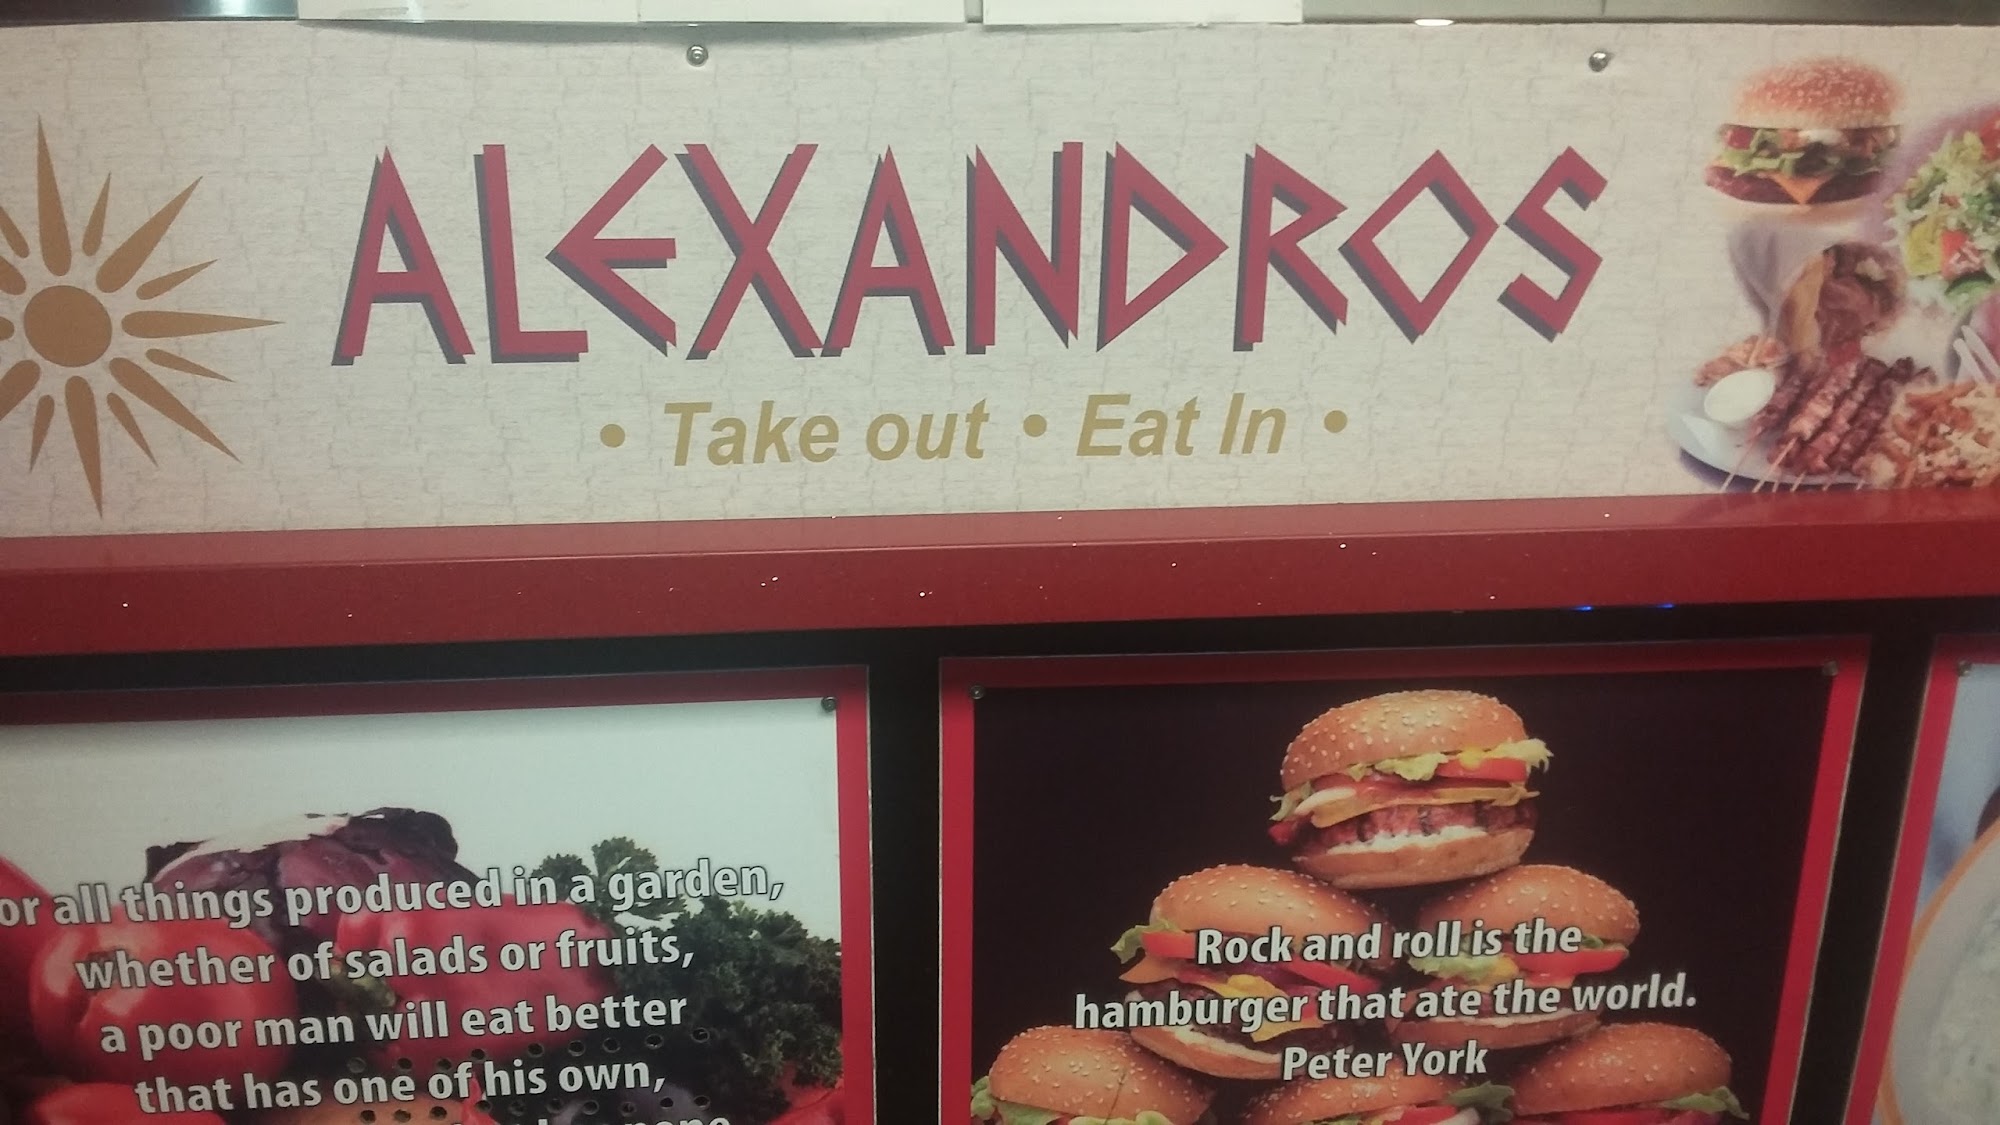 ALEXANDROS
• Take out • Eat In •
or all things produced in a garden,
whether of salads or fruits,
a poor man will eat better
that has one of his own,
Rock and roll is the
hamburger that ate the world.
Peter York